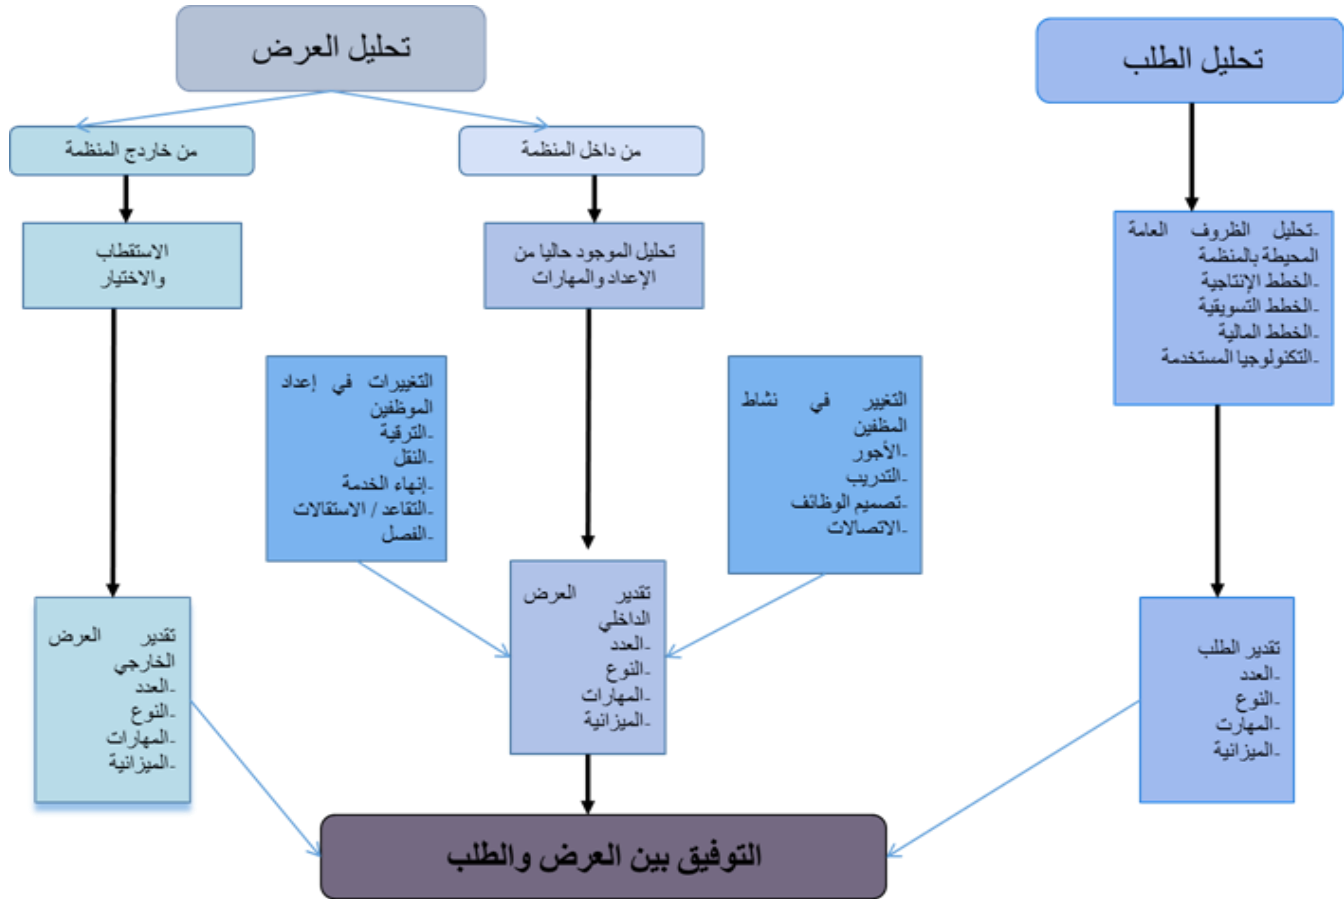 تحليل الطلب
تحليل العرض
من داخل المنظمة
من خاردج المنظمة
-تحليل الظروف العامة
المحيطة بالمنظمة
-الخطط الإنتاجية
-الخطط التسويقية
-الخطط المالية
-التكنولوجيا المستخدمة
تحليل الموجود حاليا من
الإعداد والمهارات
الاستقطاب
والاختيار
التغيير في نشاط
المظفين
-الأجور
-التدريب
-تصميم الوظائف
-الاتصالات
التغييرات في إعداد
الموظفين
-الترقية
-النقل
-إنهاء الخدمة
-التقاعد / الاستقالات
-الفصل
تقدير الطلب
-العدد
-النوع
-المهارت
-الميزانية
تقدير العرض
الداخلي
-العدد
-النوع
-المهارات
-الميزانية
تقدير العرض
الخارجي
-العدد
-النوع
-المهارات
-الميزانية
التوفيق بين العرض والطلب